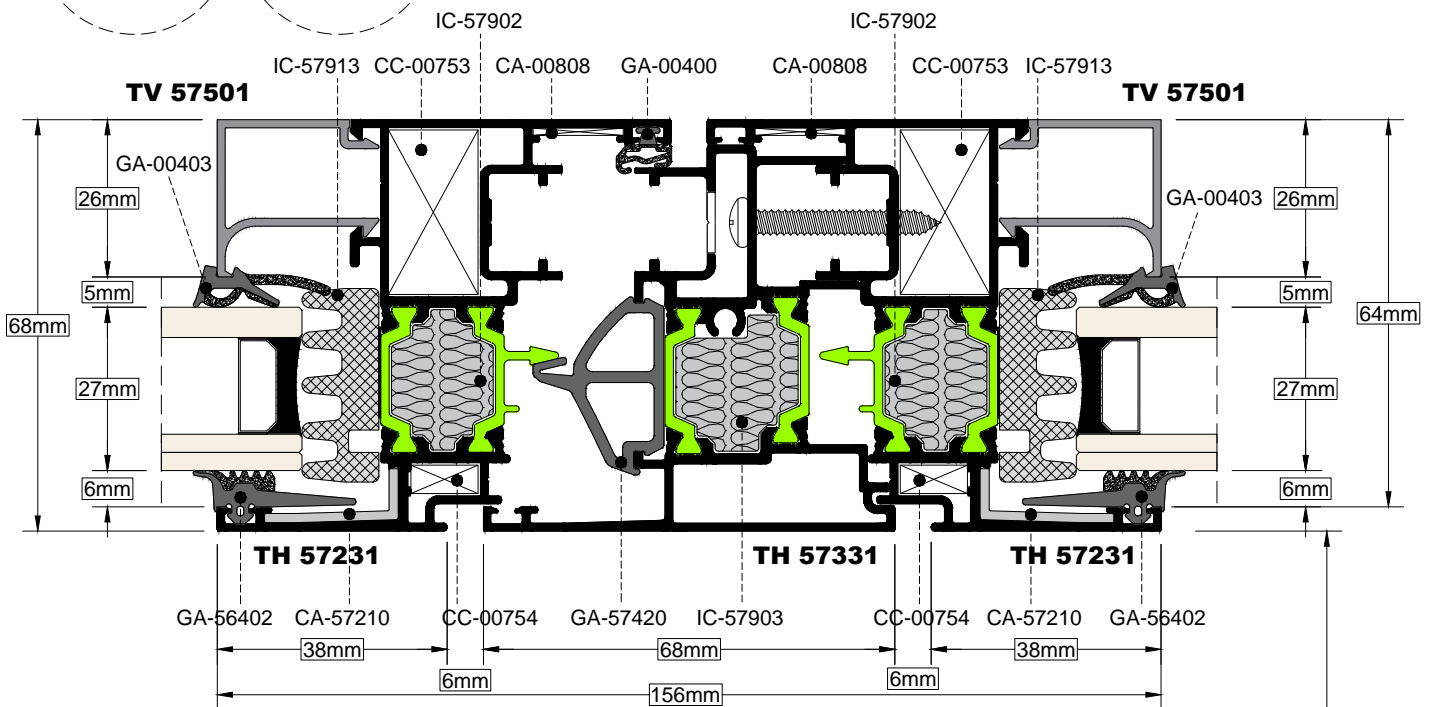 IC-57902 IC-57902
IC-57913 CC-00753 CA-00808 GA-00400 CA-00808 CC-00753 IC-57913
TV 57501 TV 57501
GA-00403 GA-00403
26mm 26mm
5mm 5mm
68mm 64mm
27mm 27mm
6mm 6mm
TH 57231 TH 57331 TH 57231
GA-56402 CA-57210 CC-00754 GA-57420 IC-57903 CC-00754 CA-57210 GA-56402
38mm 68mm 38mm
6mm 6mm
156mm